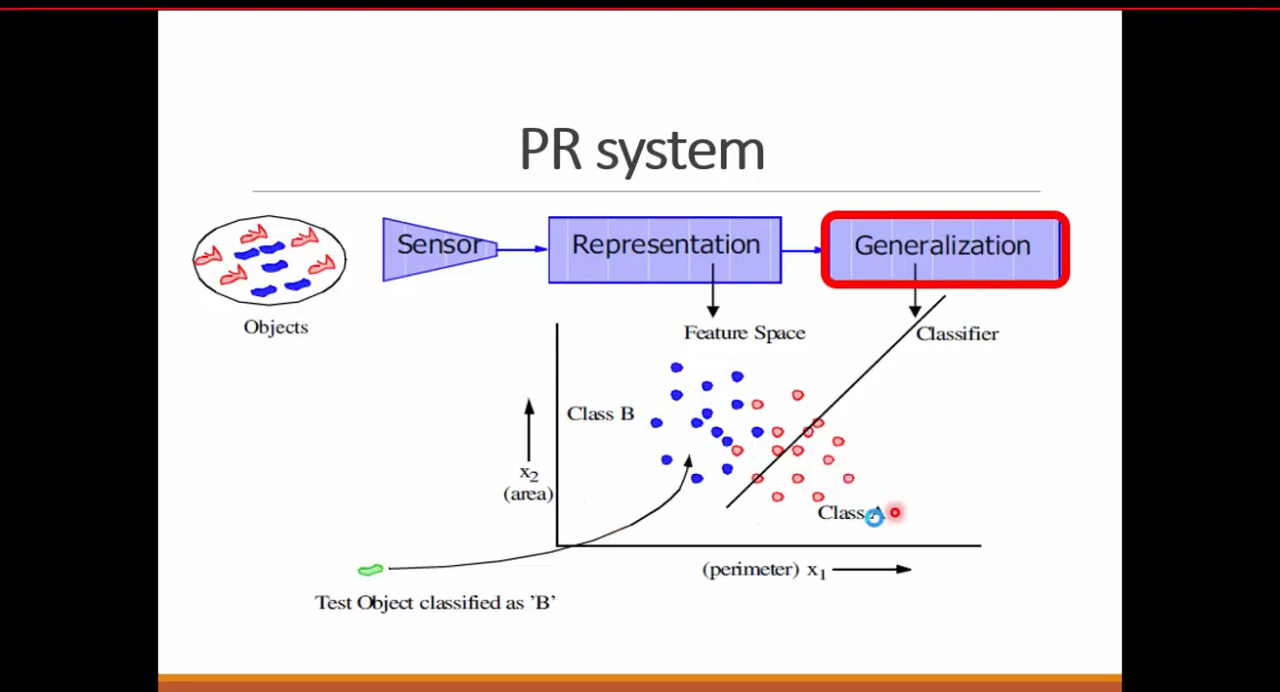 PR system
Sensor
Representation
Generalization
Objects
Feature Space
Classifier
Class B
x2
(area)
Class A
(perimeter) x1
Test Object classified as 'B'